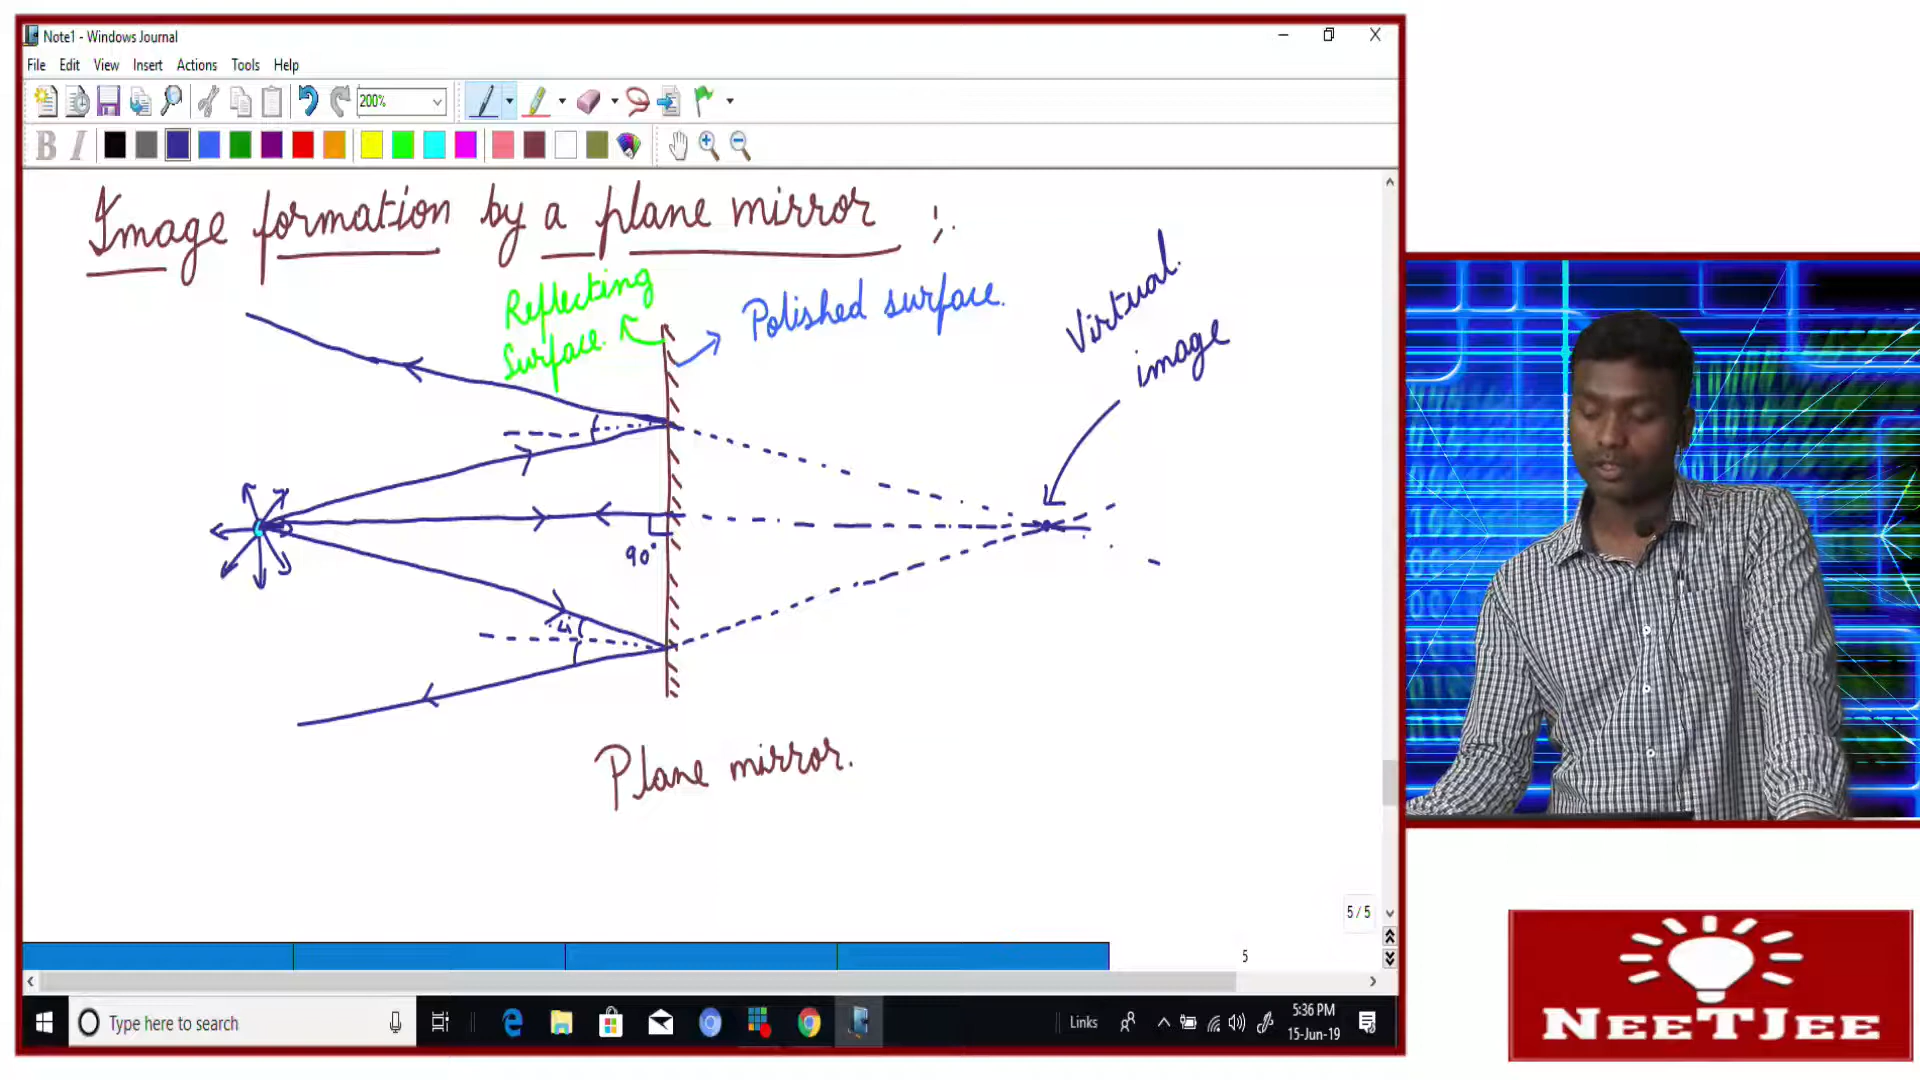 Note1 - Windows Journal
File Edit View Insert Actions Tools Help
200%
B I
Image formation by a plane mirror :
Reflecting
Surface.
Polished surface.
Virtual
image
90°
Plane mirror.
5 / 5
5
Type here to search
Links
5:36 PM
15-Jun-19
NEETJEE